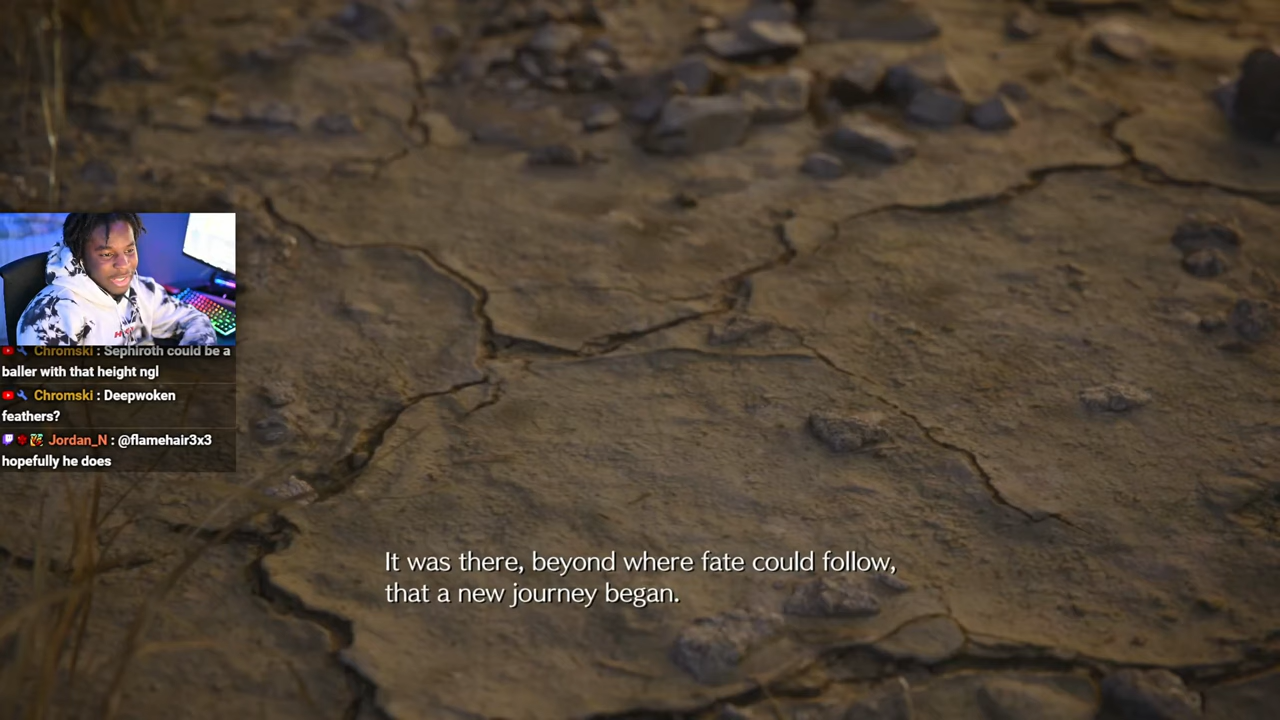 Chromski : Sephiroth could be a
baller with that height ngl
Chromski : Deepwoken
feathers?
Jordan_N : @flamehair3x3
hopefully he does
It was there, beyond where fate could follow,
that a new journey began.